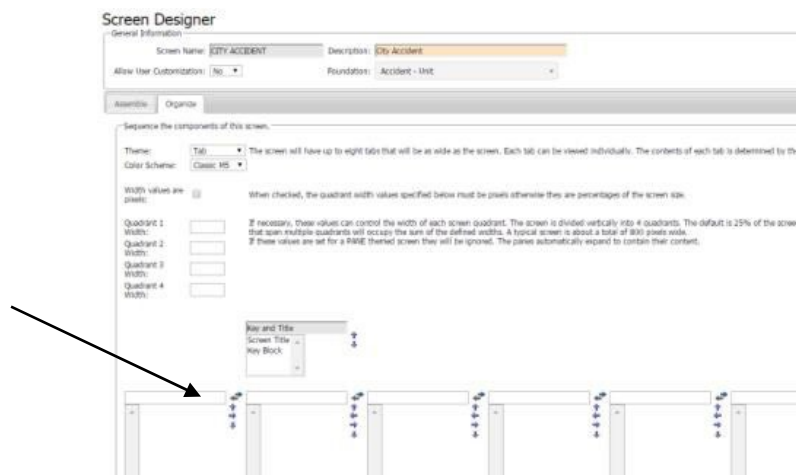 Screen Designer
General Information
Screen Name: CITY ACCIDENT Description: City Accident
Allow User Customization: No Foundation: Accident - Unit
Assemble Organize
Sequence the components of this screen.
Theme: Tab The screen will have up to eight tabs that will be as wide as the screen. Each tab can be viewed individually. The contents of each tab is determined by the
Color Scheme: Classic M5
Width values are pixels: When checked, the quadrant width values specified below must be pixels otherwise they are percentages of the screen size.
Quadrant 1 Width: If necessary, these values can control the width of each screen quadrant. The screen is divided vertically into 4 quadrants. The default is 25% of the screen
that span multiple quadrants will occupy the sum of the defined widths. A typical screen is about a total of 800 pixels wide.
Quadrant 2 Width: If these values are set for a PANE themed screen they will be ignored. The panes automatically expand to contain their content.
Quadrant 3 Width:
Quadrant 4 Width:
Key and Title
Screen Title
Key Block